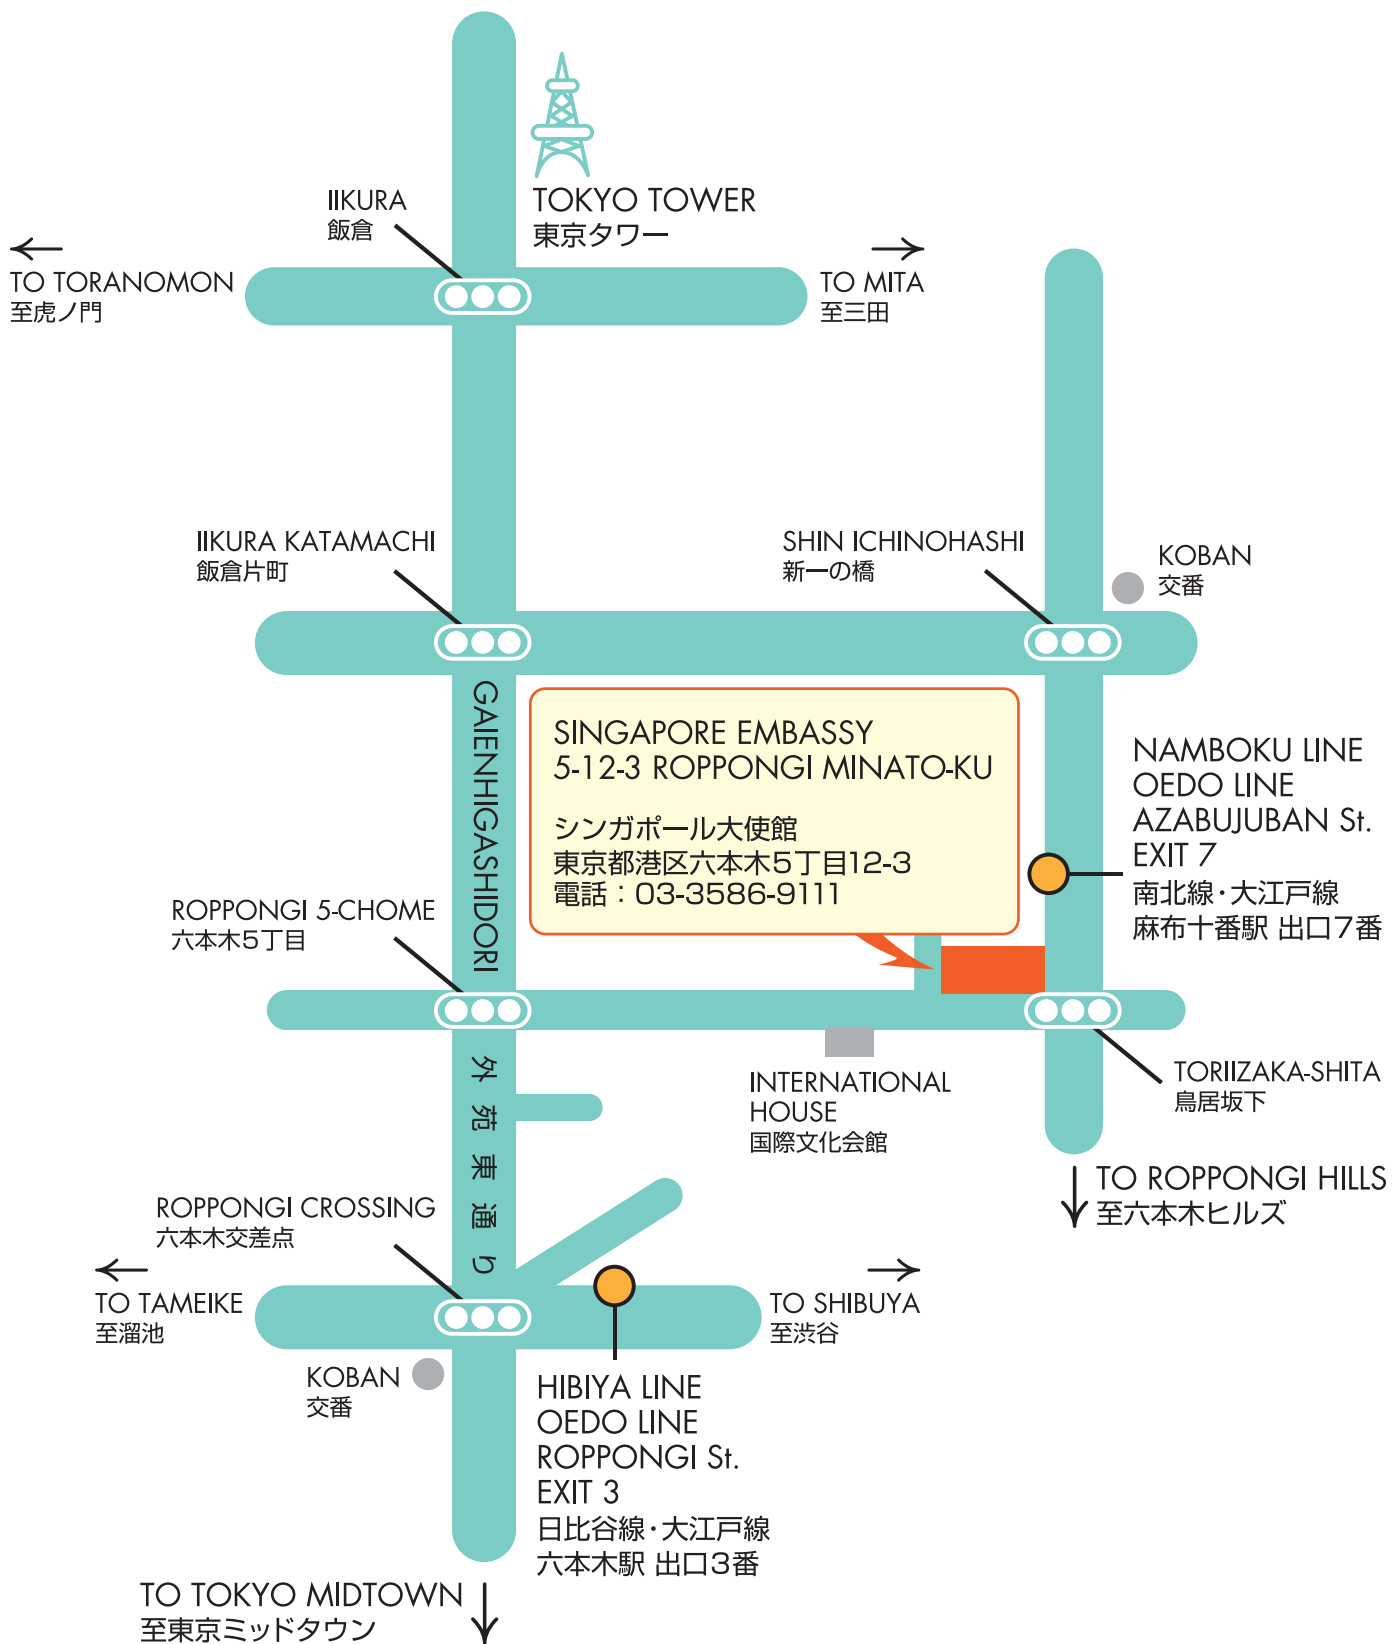 TOKYO TOWER
東京タワー
IIKURA
飯倉
TO TORANOMON
至虎ノ門
TO MITA
至三田
IIKURA KATAMACHI
飯倉片町
SHIN ICHINOHASHI
新一の橋
KOBAN
交番
GAIENHIGASHIDORI
外苑東通り
SINGAPORE EMBASSY
5-12-3 ROPPONGI MINATO-KU
シンガポール大使館
東京都港区六本木5丁目12-3
電話：03-3586-9111
NAMBOKU LINE
OEDO LINE
AZABUJUBAN St.
EXIT 7
南北線・大江戸線
麻布十番駅 出口7番
ROPPONGI 5-CHOME
六本木5丁目
INTERNATIONAL
HOUSE
国際文化会館
TORIIZAKA-SHITA
鳥居坂下
TO ROPPONGI HILLS
至六本木ヒルズ
ROPPONGI CROSSING
六本木交差点
TO TAMEIKE
至溜池
TO SHIBUYA
至渋谷
KOBAN
交番
HIBIYA LINE
OEDO LINE
ROPPONGI St.
EXIT 3
日比谷線・大江戸線
六本木駅 出口3番
TO TOKYO MIDTOWN
至東京ミッドタウン